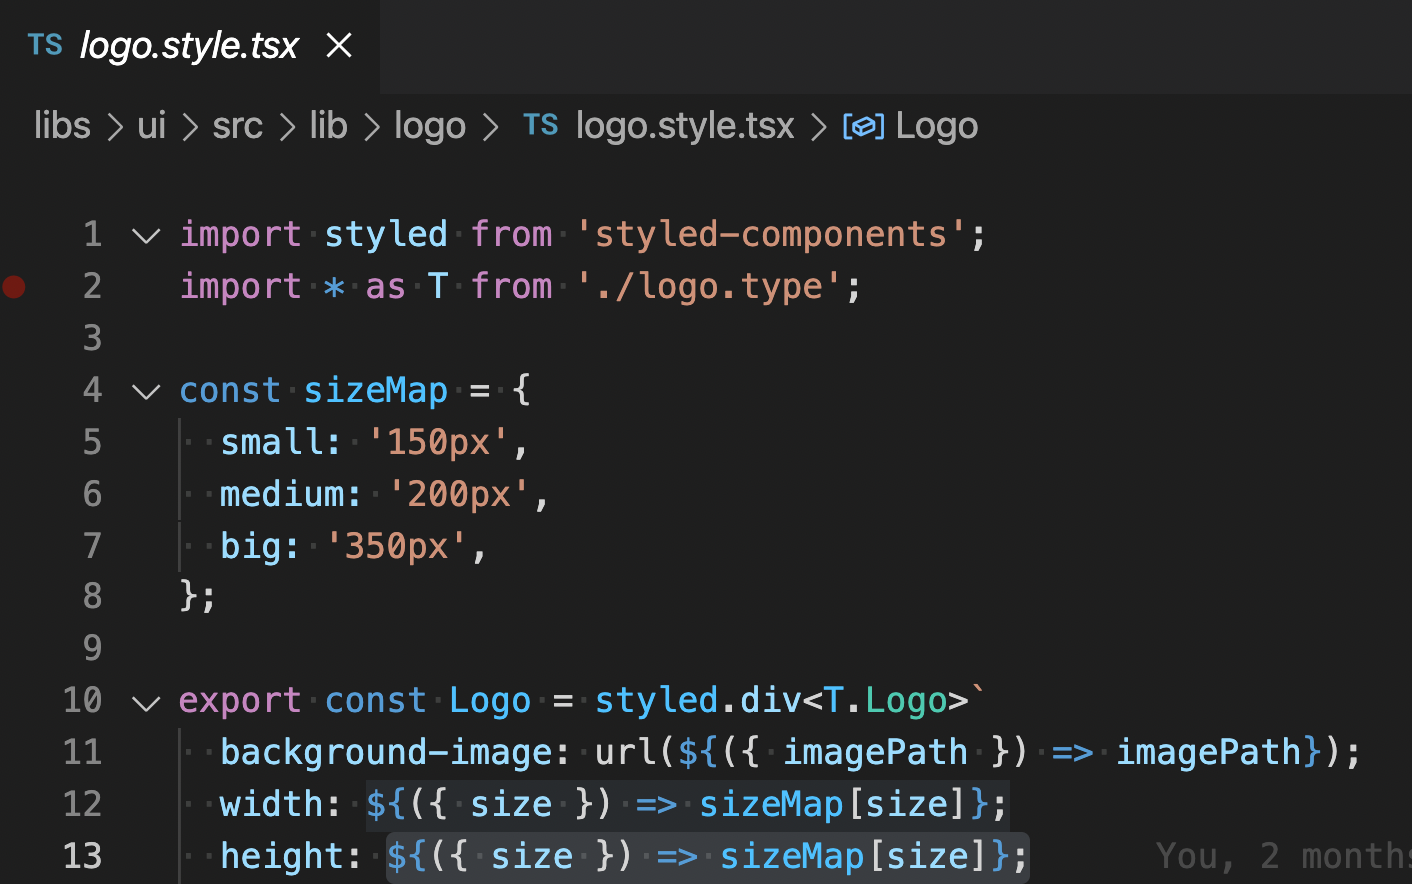 TS logo.style.tsx
libs > ui > src > lib > logo > TS logo.style.tsx > Logo
1 import styled from 'styled-components';
2 import * as T from './logo.type';
3
4 const sizeMap = {
5   small: '150px',
6   medium: '200px',
7   big: '350px',
8 };
9
10 export const Logo = styled.div<T.Logo>`
11   background-image: url(${({ imagePath }) => imagePath});
12   width: ${({ size }) => sizeMap[size]};
13   height: ${({ size }) => sizeMap[size]}; You, 2 months